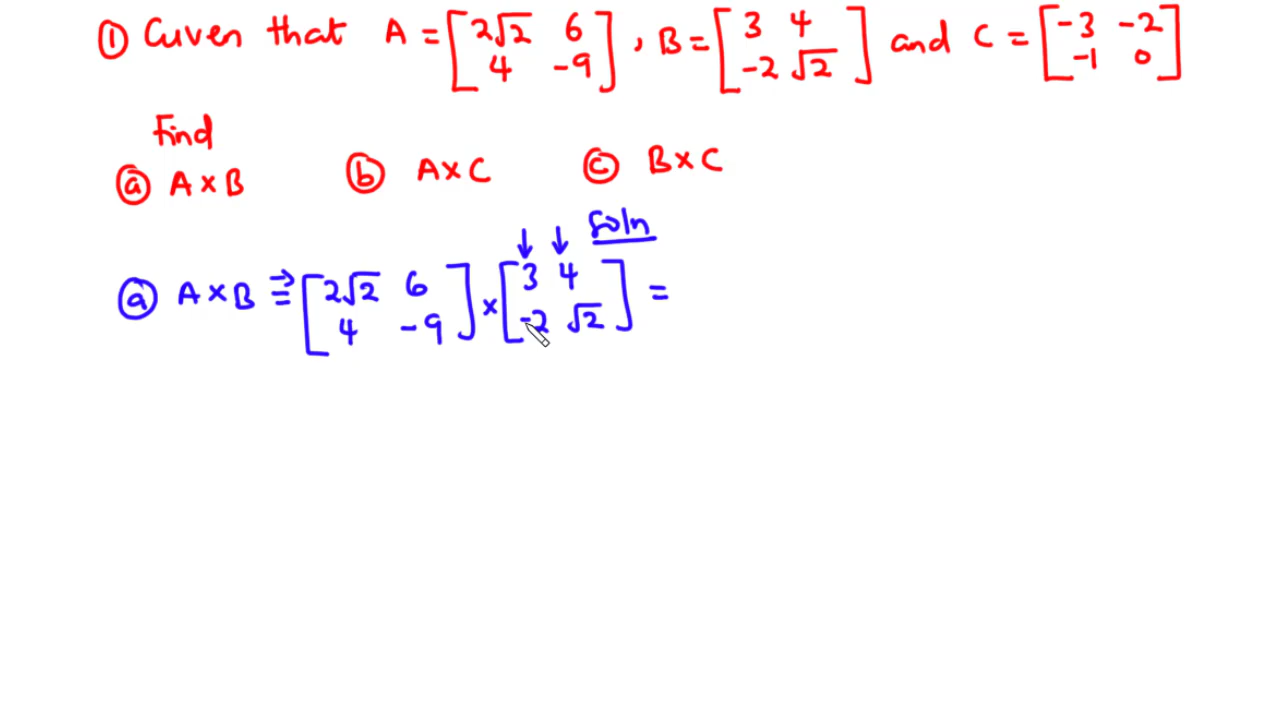 ① Given that A = [2√2 6 4 -9], B = [3 4 -2 √2] and C = [-3 -2 -1 0]
Find
ⓐ A×B ⓑ A×C ⓒ B×C
Soln
ⓐ A×B ⇒= [2√2 6 4 -9] × [3 4 -2 √2] =